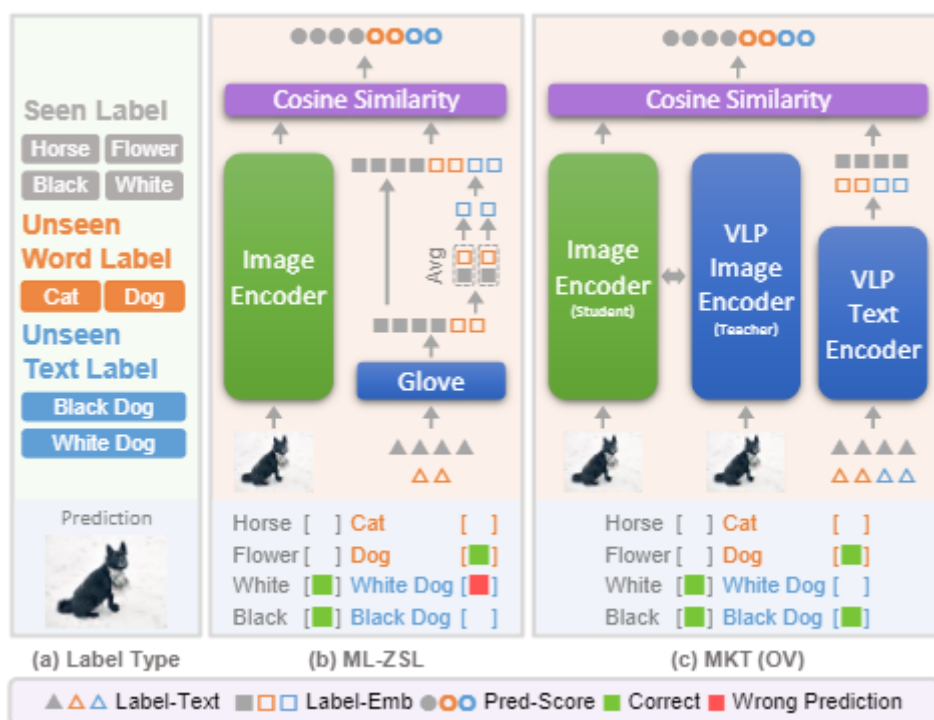 Seen Label
Horse Flower
Black White
Unseen
Word Label
Cat Dog
Unseen
Text Label
Black Dog
White Dog
Prediction
(a) Label Type
Cosine Similarity
Image
Encoder
Avg
Glove
Horse [ ] Cat [ ]
Flower [ ] Dog [ ]
White [ ] White Dog [ ]
Black [ ] Black Dog [ ]
(b) ML-ZSL
Cosine Similarity
Image
Encoder
(Student)
VLP
Image
Encoder
(Teacher)
VLP
Text
Encoder
Horse [ ] Cat [ ]
Flower [ ] Dog [ ]
White [ ] White Dog [ ]
Black [ ] Black Dog [ ]
(c) MKT (OV)
Label-Text Label-Emb Pred-Score Correct Wrong Prediction